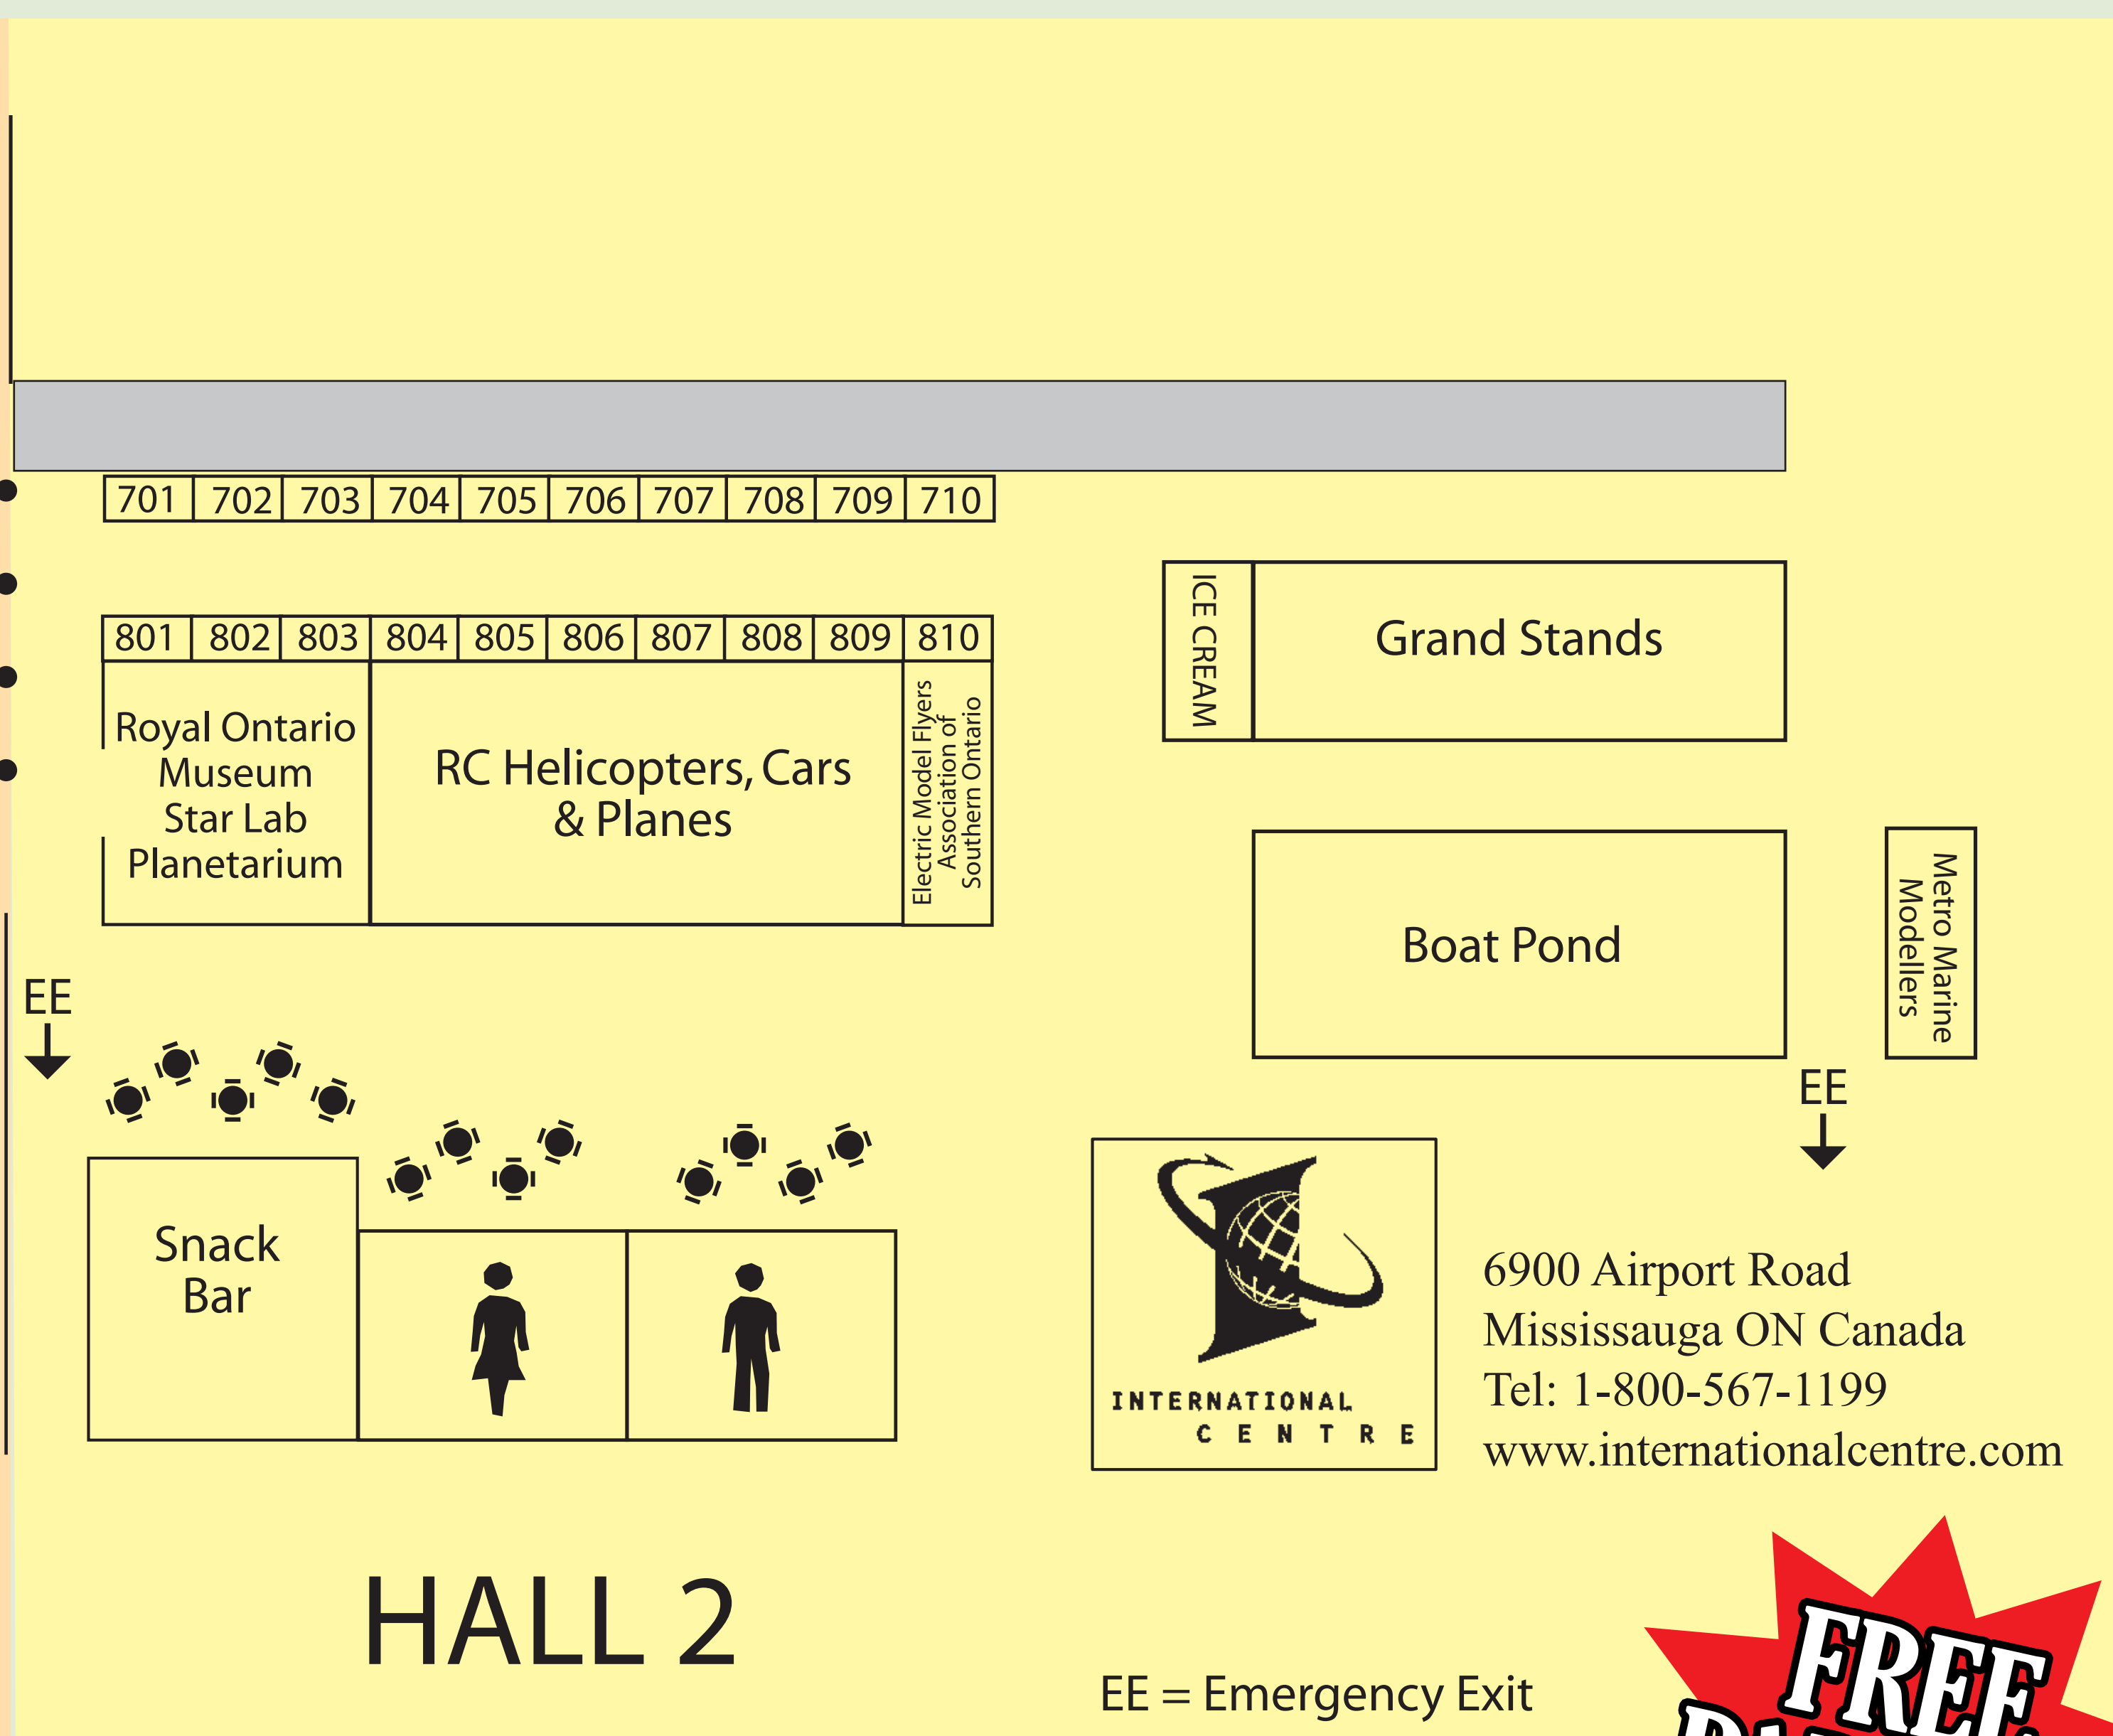 701 702 703 704 705 706 707 708 709 710
801 802 803 804 805 806 807 808 809 810
Royal Ontario
Museum
Star Lab
Planetarium
RC Helicopters, Cars
& Planes
Electric Model Flyers
Association of
Southern Ontario
ICE CREAM
Grand Stands
Boat Pond
Metro Marine
Modellers
EE
EE
Snack
Bar
INTERNATIONAL
CENTRE
6900 Airport Road
Mississauga ON Canada
Tel: 1-800-567-1199
www.internationalcentre.com
HALL 2
EE = Emergency Exit
FREE